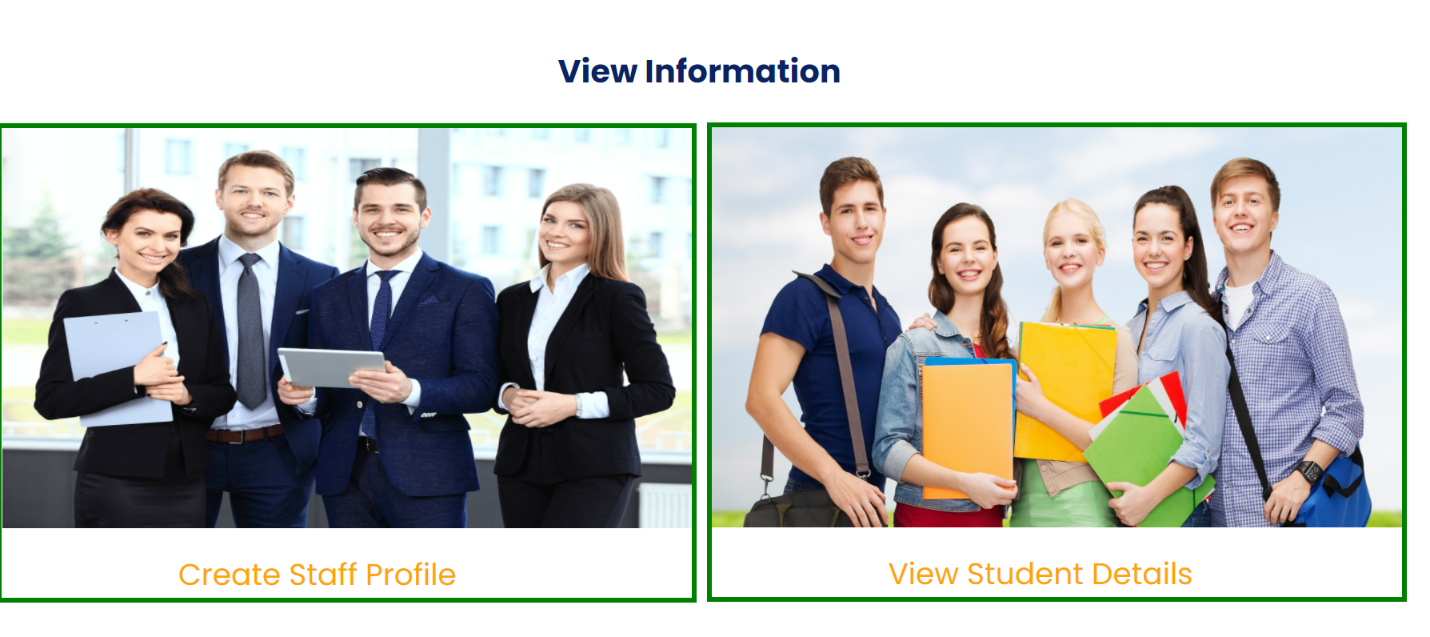 View Information
Create Staff Profile
View Student Details